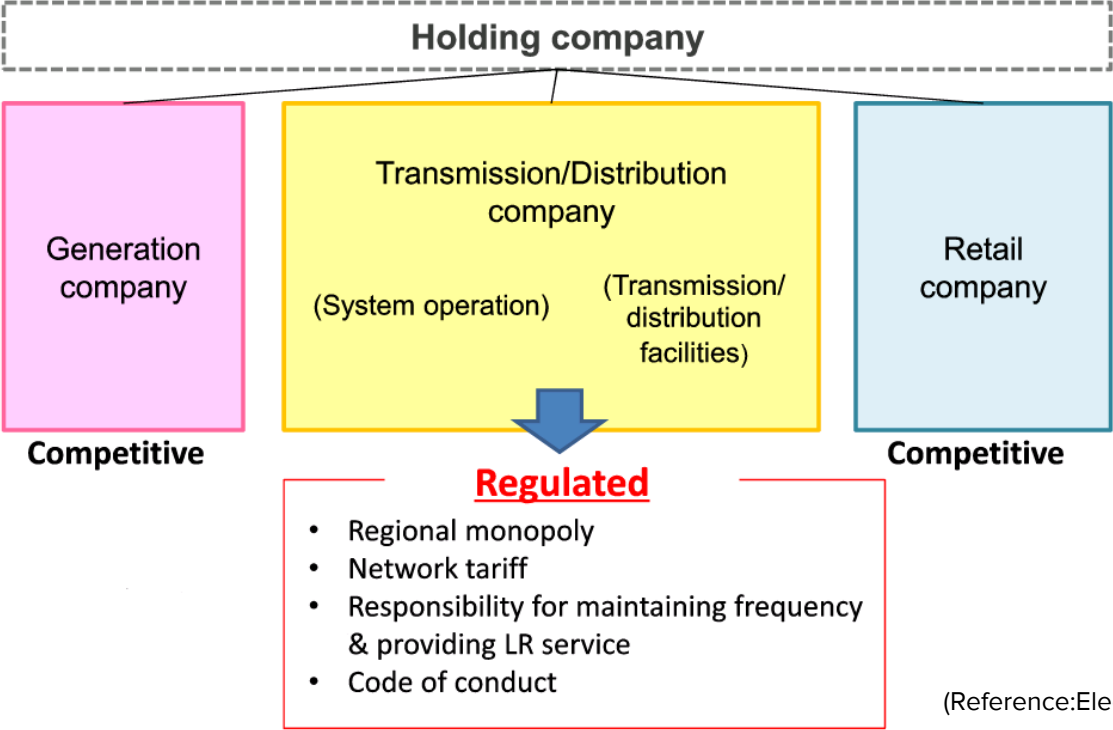 Holding company
Generation
company
Competitive
Transmission/Distribution
company
(System operation)
(Transmission/
distribution
facilities)
Retail
company
Competitive
Regulated
• Regional monopoly
• Network tariff
• Responsibility for maintaining frequency
& providing LR service
• Code of conduct
(Reference:Ele